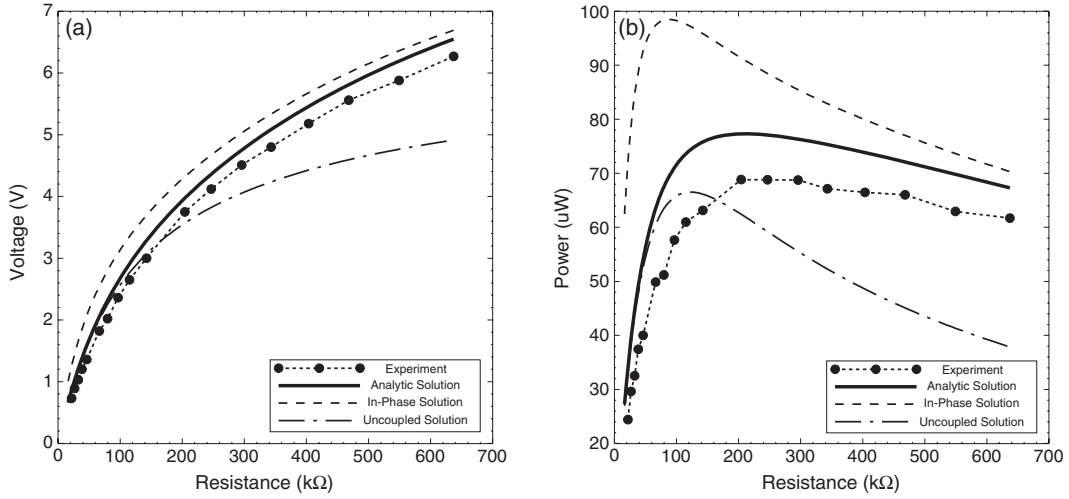 (a)
7
6
5
4
3
2
1
0
Voltage (V)
0 100 200 300 400 500 600 700
Resistance (kΩ)
Experiment
Analytic Solution
In-Phase Solution
Uncoupled Solution
(b)
100
90
80
70
60
50
40
30
20
Power (uW)
0 100 200 300 400 500 600 700
Resistance (kΩ)
Experiment
Analytic Solution
In-Phase Solution
Uncoupled Solution